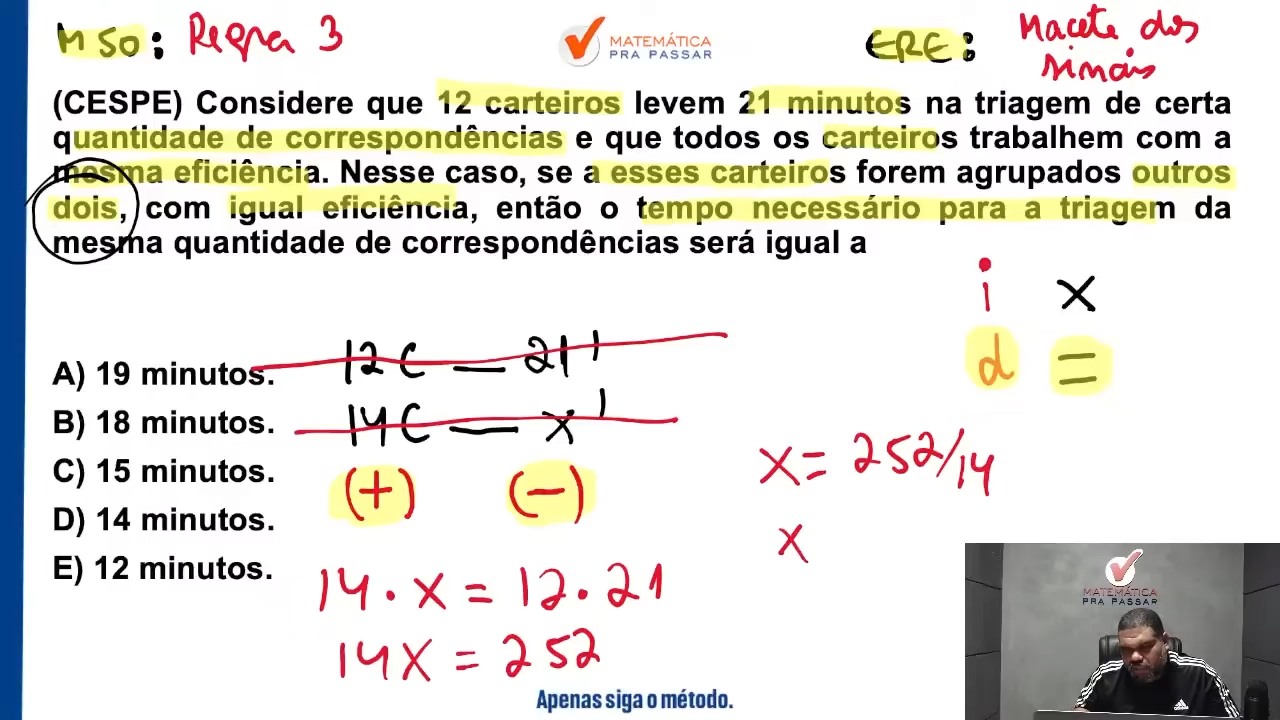 MSO: Regra 3
MATEMÁTICA
PRA PASSAR
ERE: Macete dos
sinais
(CESPE) Considere que 12 carteiros levem 21 minutos na triagem de certa
quantidade de correspondências e que todos os carteiros trabalhem com a
mesma eficiência. Nesse caso, se a esses carteiros forem agrupados outros
dois, com igual eficiência, então o tempo necessário para a triagem da
mesma quantidade de correspondências será igual a
i x
d =
A) 19 minutos.
B) 18 minutos.
C) 15 minutos.
D) 14 minutos.
E) 12 minutos.
12C — 21'
14C — x'
(+) (-)
14 · x = 12 · 21
14x = 252
x = 252/14
x
MATEMÁTICA
PRA PASSAR
adidas
Apenas siga o método.